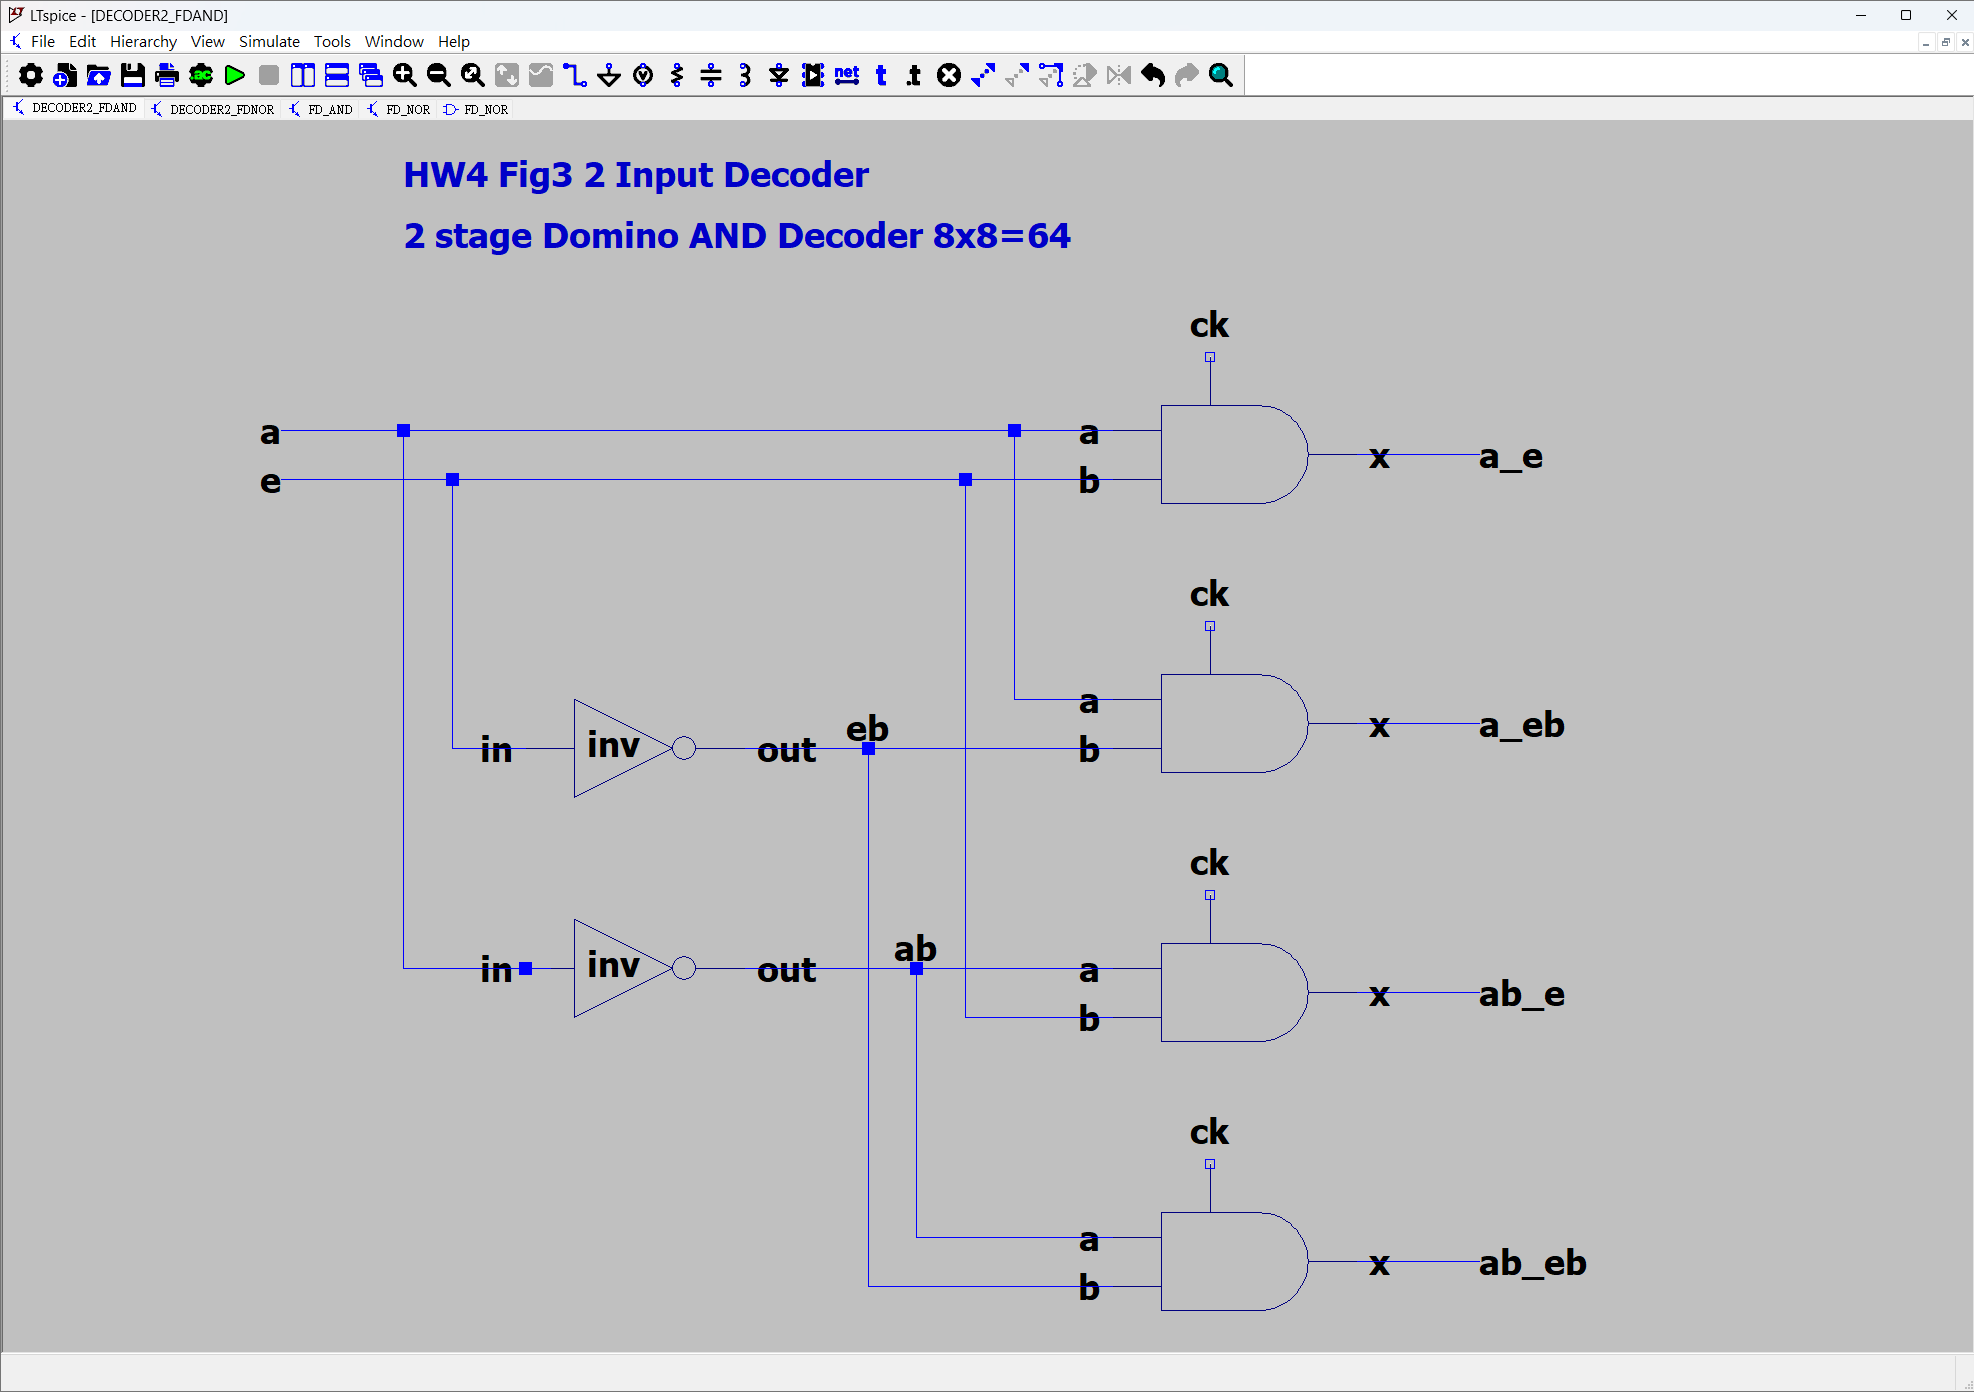 LTspice - [DECODER2_FDAND]
File Edit Hierarchy View Simulate Tools Window Help
.ac net t .t
DECODER2_FDAND DECODER2_FDNOR FD_AND FD_NOR FD_NOR
HW4 Fig3 2 Input Decoder
2 stage Domino AND Decoder 8x8=64
ck
a a
x a_e
e b
ck
a
x a_eb
in inv out eb b
ck
in inv out ab a
x ab_e
b
ck
a
x ab_eb
b